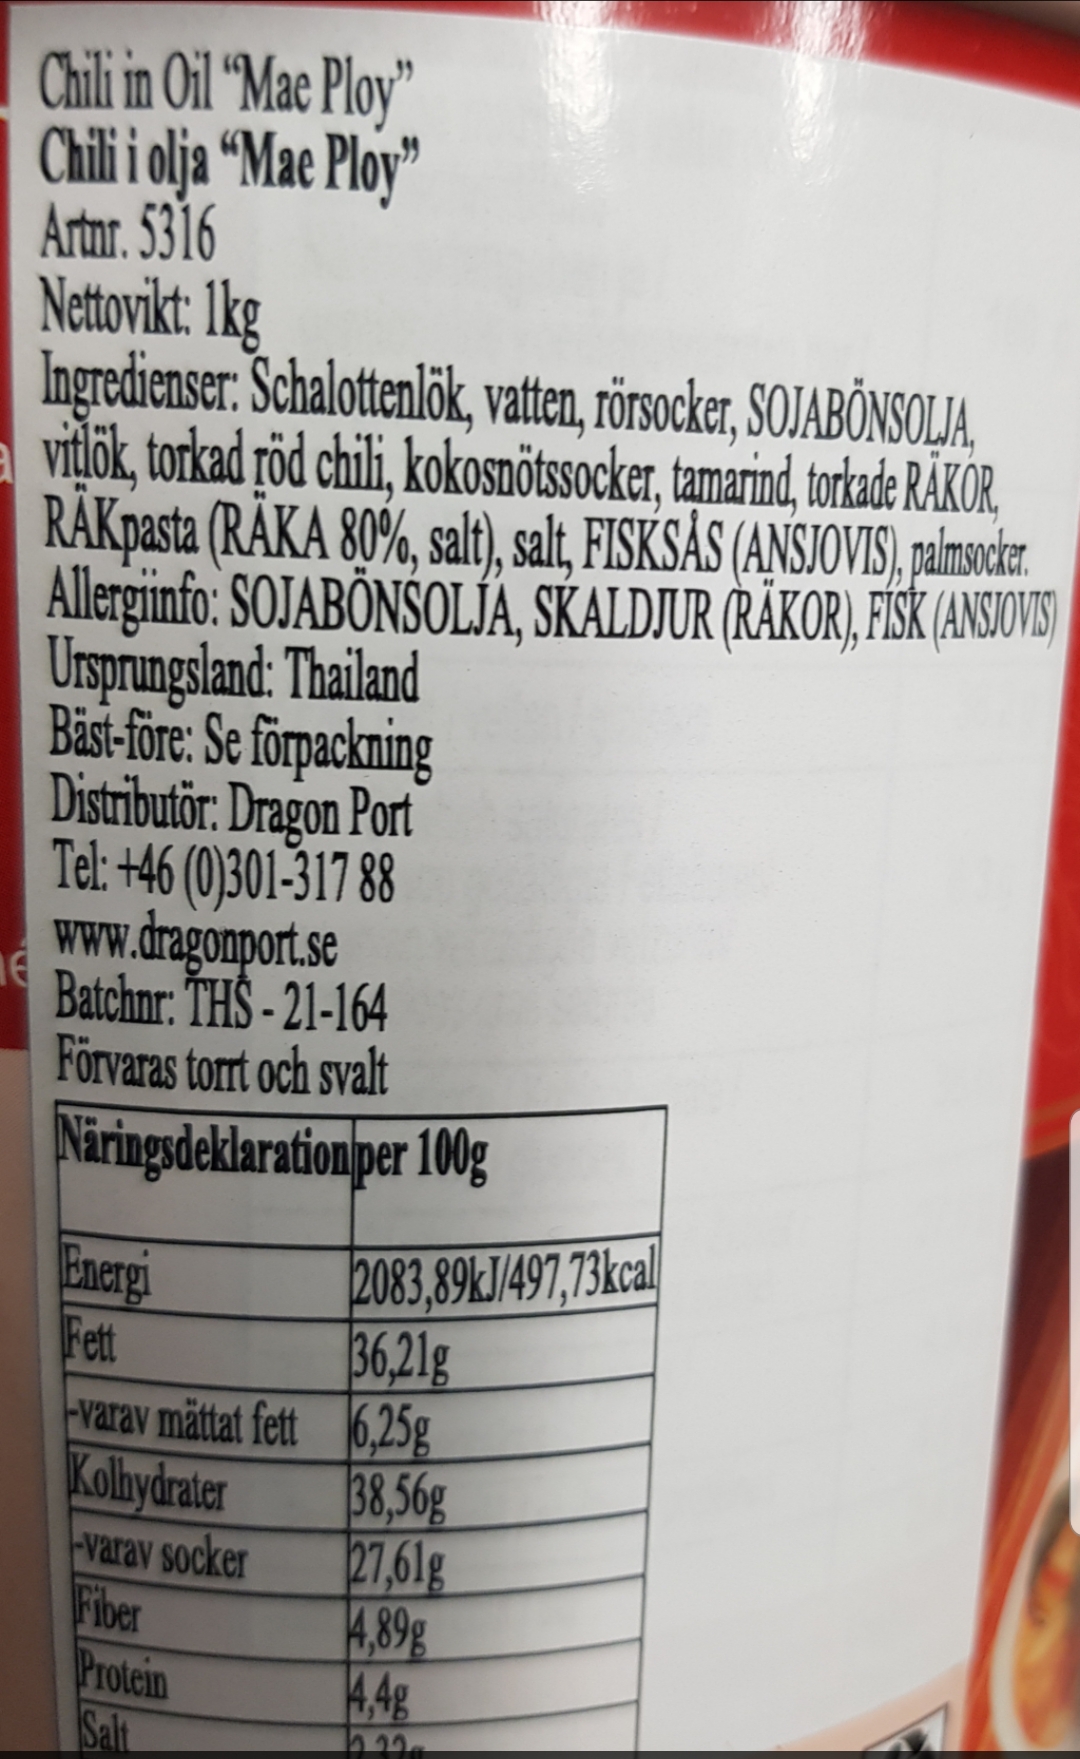 Chili in Oil “Mae Ploy”
Chili i olja “Mae Ploy”
Artnr. 5316
Nettovikt: 1kg
Ingredienser: Schalottenlök, vatten, rörsocker, SOJABÖNSOLJA,
vitlök, torkad röd chili, kokosnötssocker, tamarind, torkade RÄKOR,
RÄKpasta (RÄKA 80%, salt), salt, FISKSÅS (ANSJOVIS), palmsocker.
Allergiinfo: SOJABÖNSOLJA, SKALDJUR (RÄKOR), FISK (ANSJOVIS)
Ursprungsland: Thailand
Bäst-före: Se förpackning
Distributör: Dragon Port
Tel: +46 (0)301-317 88
www.dragonport.se
Batchnr: THS - 21-164
Förvaras torrt och svalt
Näringsdeklaration per 100g
Energi 2083,89kJ/497,73kcal
Fett 36,21g
-varav mättat fett 6,25g
Kolhydrater 38,56g
-varav socker 27,61g
Fiber 4,89g
Protein 4,4g
Salt